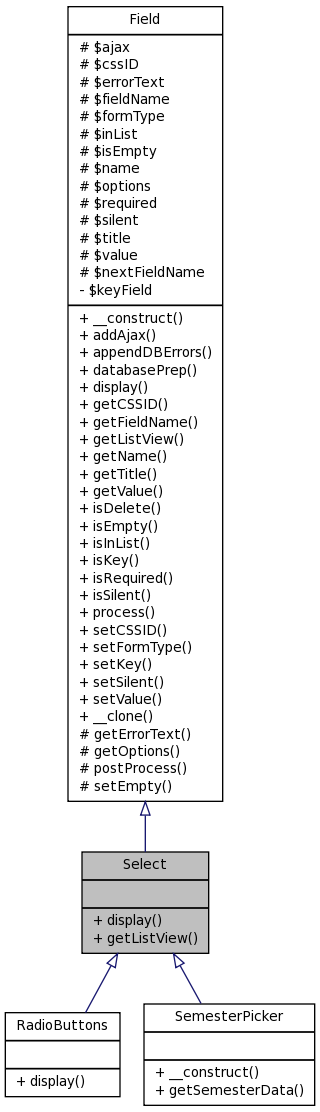 Field
# $ajax
# $cssID
# $errorText
# $fieldName
# $formType
# $inList
# $isEmpty
# $name
# $options
# $required
# $silent
# $title
# $value
# $nextFieldName
- $keyField
+ __construct()
+ addAjax()
+ appendDBErrors()
+ databasePrep()
+ display()
+ getCSSID()
+ getFieldName()
+ getListView()
+ getName()
+ getTitle()
+ getValue()
+ isDelete()
+ isEmpty()
+ isInList()
+ isKey()
+ isRequired()
+ isSilent()
+ process()
+ setCSSID()
+ setFormType()
+ setKey()
+ setSilent()
+ setValue()
+ __clone()
# getErrorText()
# getOptions()
# postProcess()
# setEmpty()
Select
+ display()
+ getListView()
RadioButtons
+ display()
SemesterPicker
+ __construct()
+ getSemesterData()